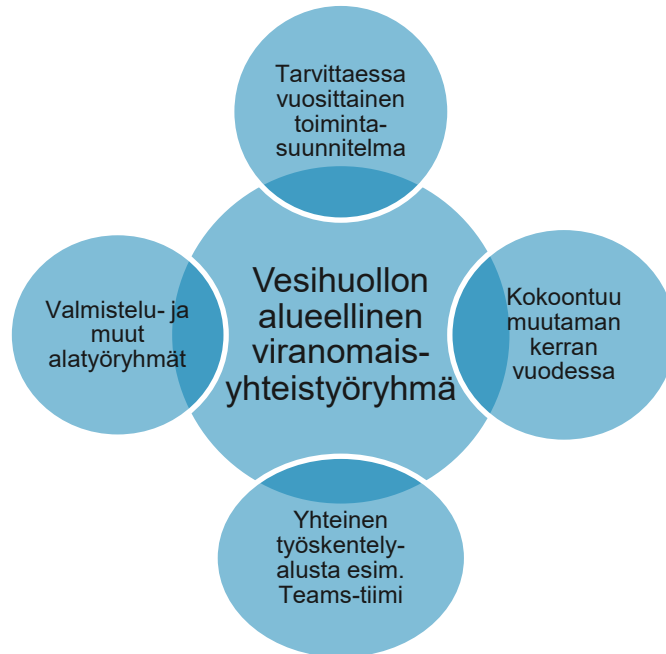 Tarvittaessa
vuosittainen
toiminta-
suunnitelma
Valmistelu- ja
muut
alatyöryhmät
Vesihuollon
alueellinen
viranomais-
yhteistyöryhmä
Kokoontuu
muutaman
kerran
vuodessa
Yhteinen
työskentely-
alusta esim.
Teams-tiimi